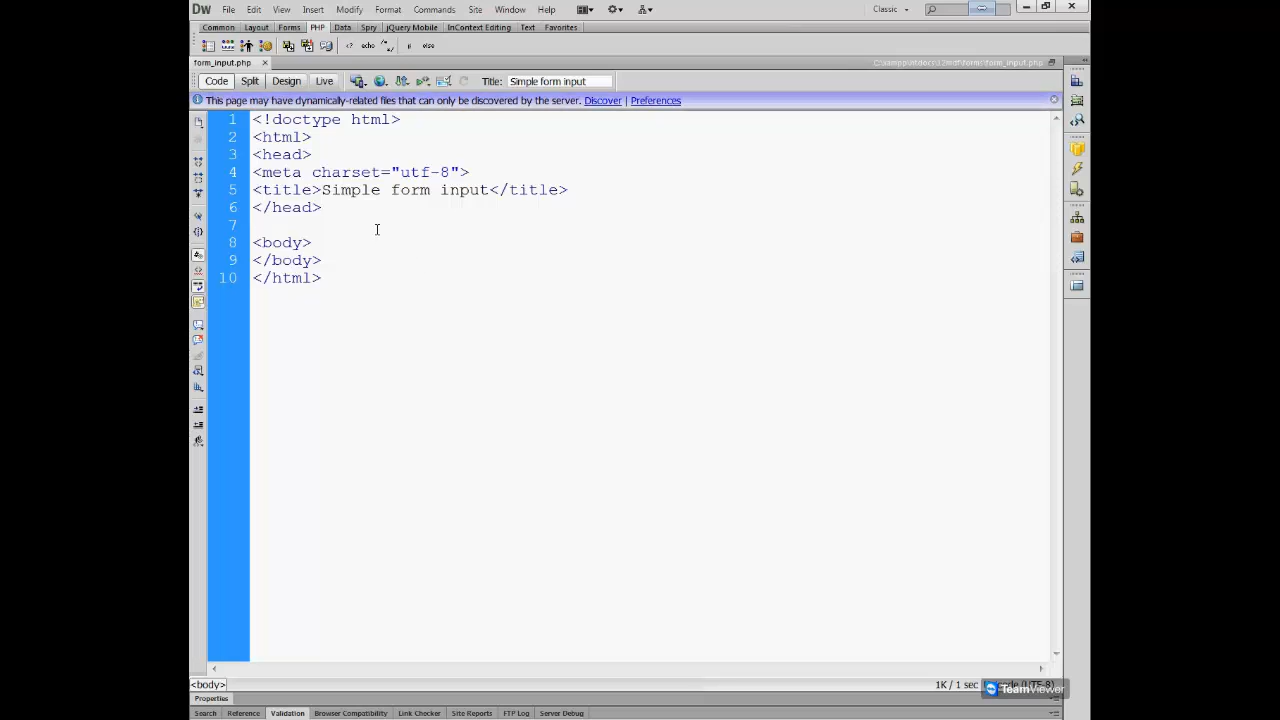 Dw File Edit View Insert Modify Format Commands Site Window Help Classic
Common Layout Forms PHP Data Spry jQuery Mobile InContext Editing Text Favorites
<? echo if else
form_input.php
Code Split Design Live Title: Simple form input
This page may have dynamically-related files that can only be discovered by the server. Discover | Preferences
1 <!doctype html>
2 <html>
3 <head>
4 <meta charset="utf-8">
5 <title>Simple form input</title>
6 </head>
7
8 <body>
9 </body>
10 </html>
<body> 1K / 1 sec (UTF-8)
TeamViewer
Properties
Search Reference Validation Browser Compatibility Link Checker Site Reports FTP Log Server Debug